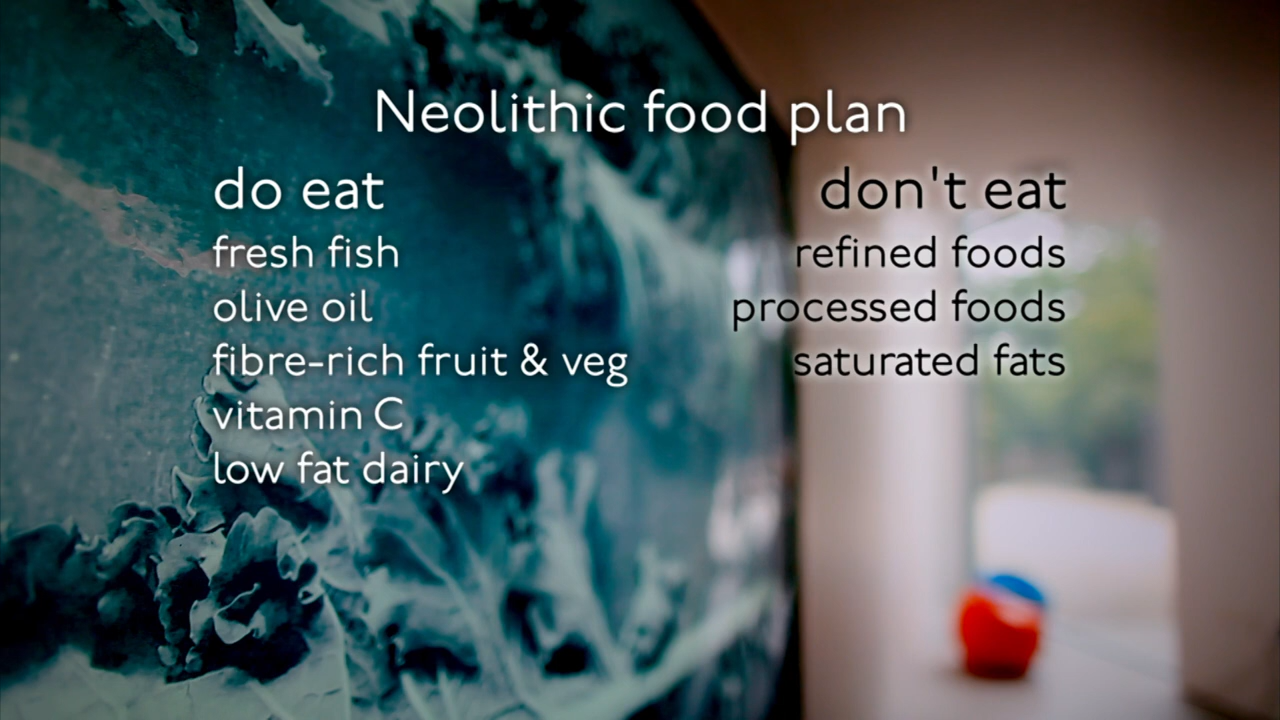 Neolithic food plan
do eat
fresh fish
olive oil
fibre-rich fruit & veg
vitamin C
low fat dairy
don't eat
refined foods
processed foods
saturated fats